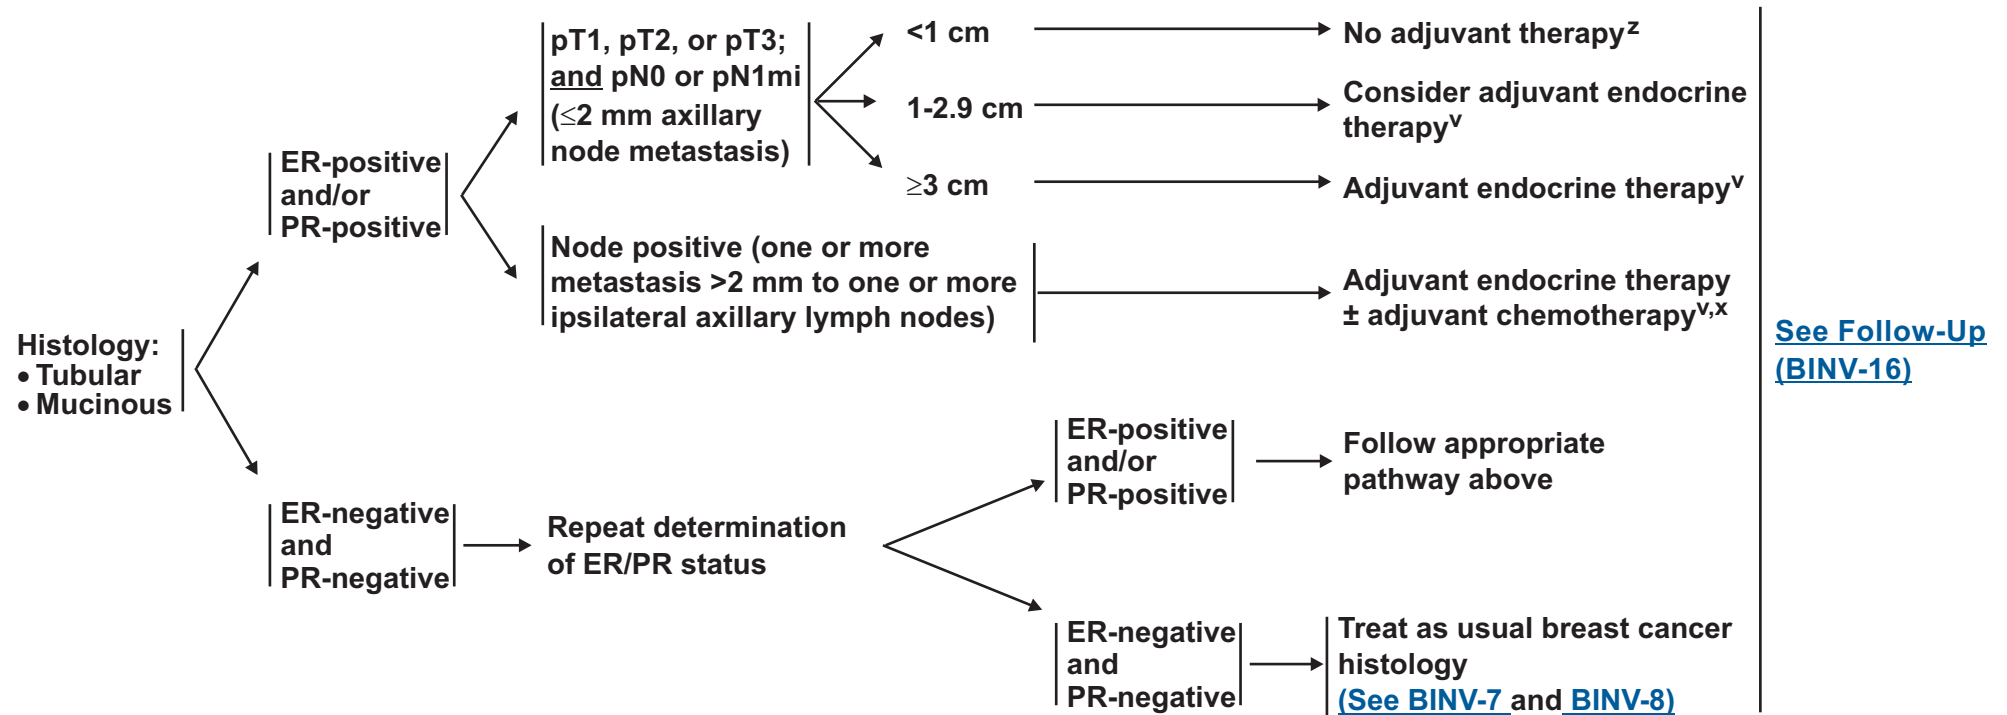 Histology:
• Tubular
• Mucinous
ER-positive
and/or
PR-positive
pT1, pT2, or pT3;
and pN0 or pN1mi
(≤2 mm axillary
node metastasis)
<1 cm
No adjuvant therapyᶻ
1-2.9 cm
Consider adjuvant endocrine
therapyᵛ
≥3 cm
Adjuvant endocrine therapyᵛ
Node positive (one or more
metastasis >2 mm to one or more
ipsilateral axillary lymph nodes)
Adjuvant endocrine therapy
± adjuvant chemotherapyᵛ,ˣ
ER-negative
and
PR-negative
Repeat determination
of ER/PR status
ER-positive
and/or
PR-positive
Follow appropriate
pathway above
ER-negative
and
PR-negative
Treat as usual breast cancer
histology
(See BINV-7 and BINV-8)
See Follow-Up
(BINV-16)